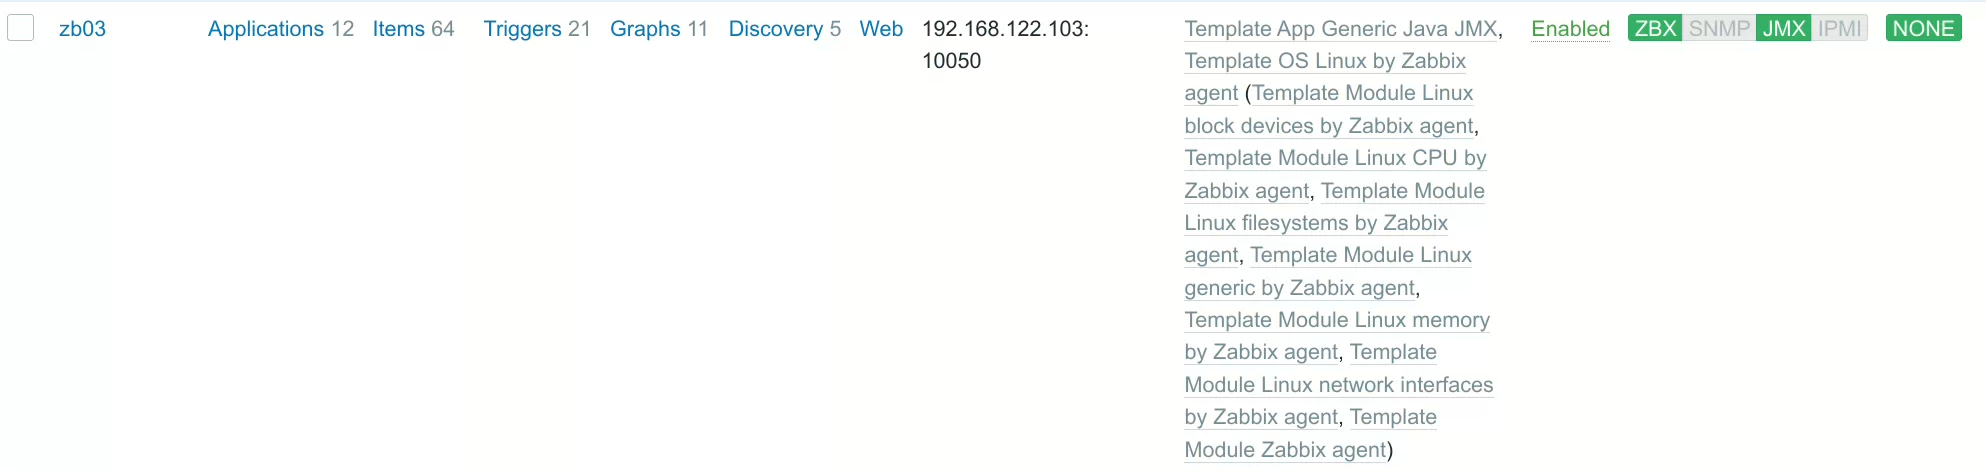 zb03 Applications 12 Items 64 Triggers 21 Graphs 11 Discovery 5 Web 192.168.122.103: Template App Generic Java JMX, Enabled ZBX SNMP JMX IPMI NONE
10050 Template OS Linux by Zabbix
agent (Template Module Linux
block devices by Zabbix agent,
Template Module Linux CPU by
Zabbix agent, Template Module
Linux filesystems by Zabbix
agent, Template Module Linux
generic by Zabbix agent,
Template Module Linux memory
by Zabbix agent, Template
Module Linux network interfaces
by Zabbix agent, Template
Module Zabbix agent)